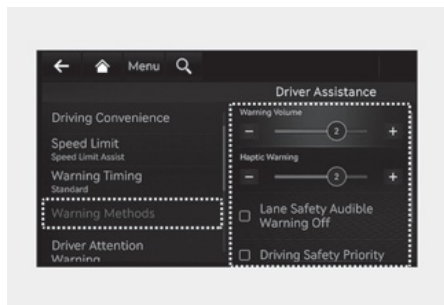 Menu
Driver Assistance
Driving Convenience
Speed Limit
Speed Limit Assist
Warning Timing
Standard
Warning Methods
Driver Attention
Warning
Warning Volume
- 2 +
Haptic Warning
- 2 +
Lane Safety Audible
Warning Off
Driving Safety Priority